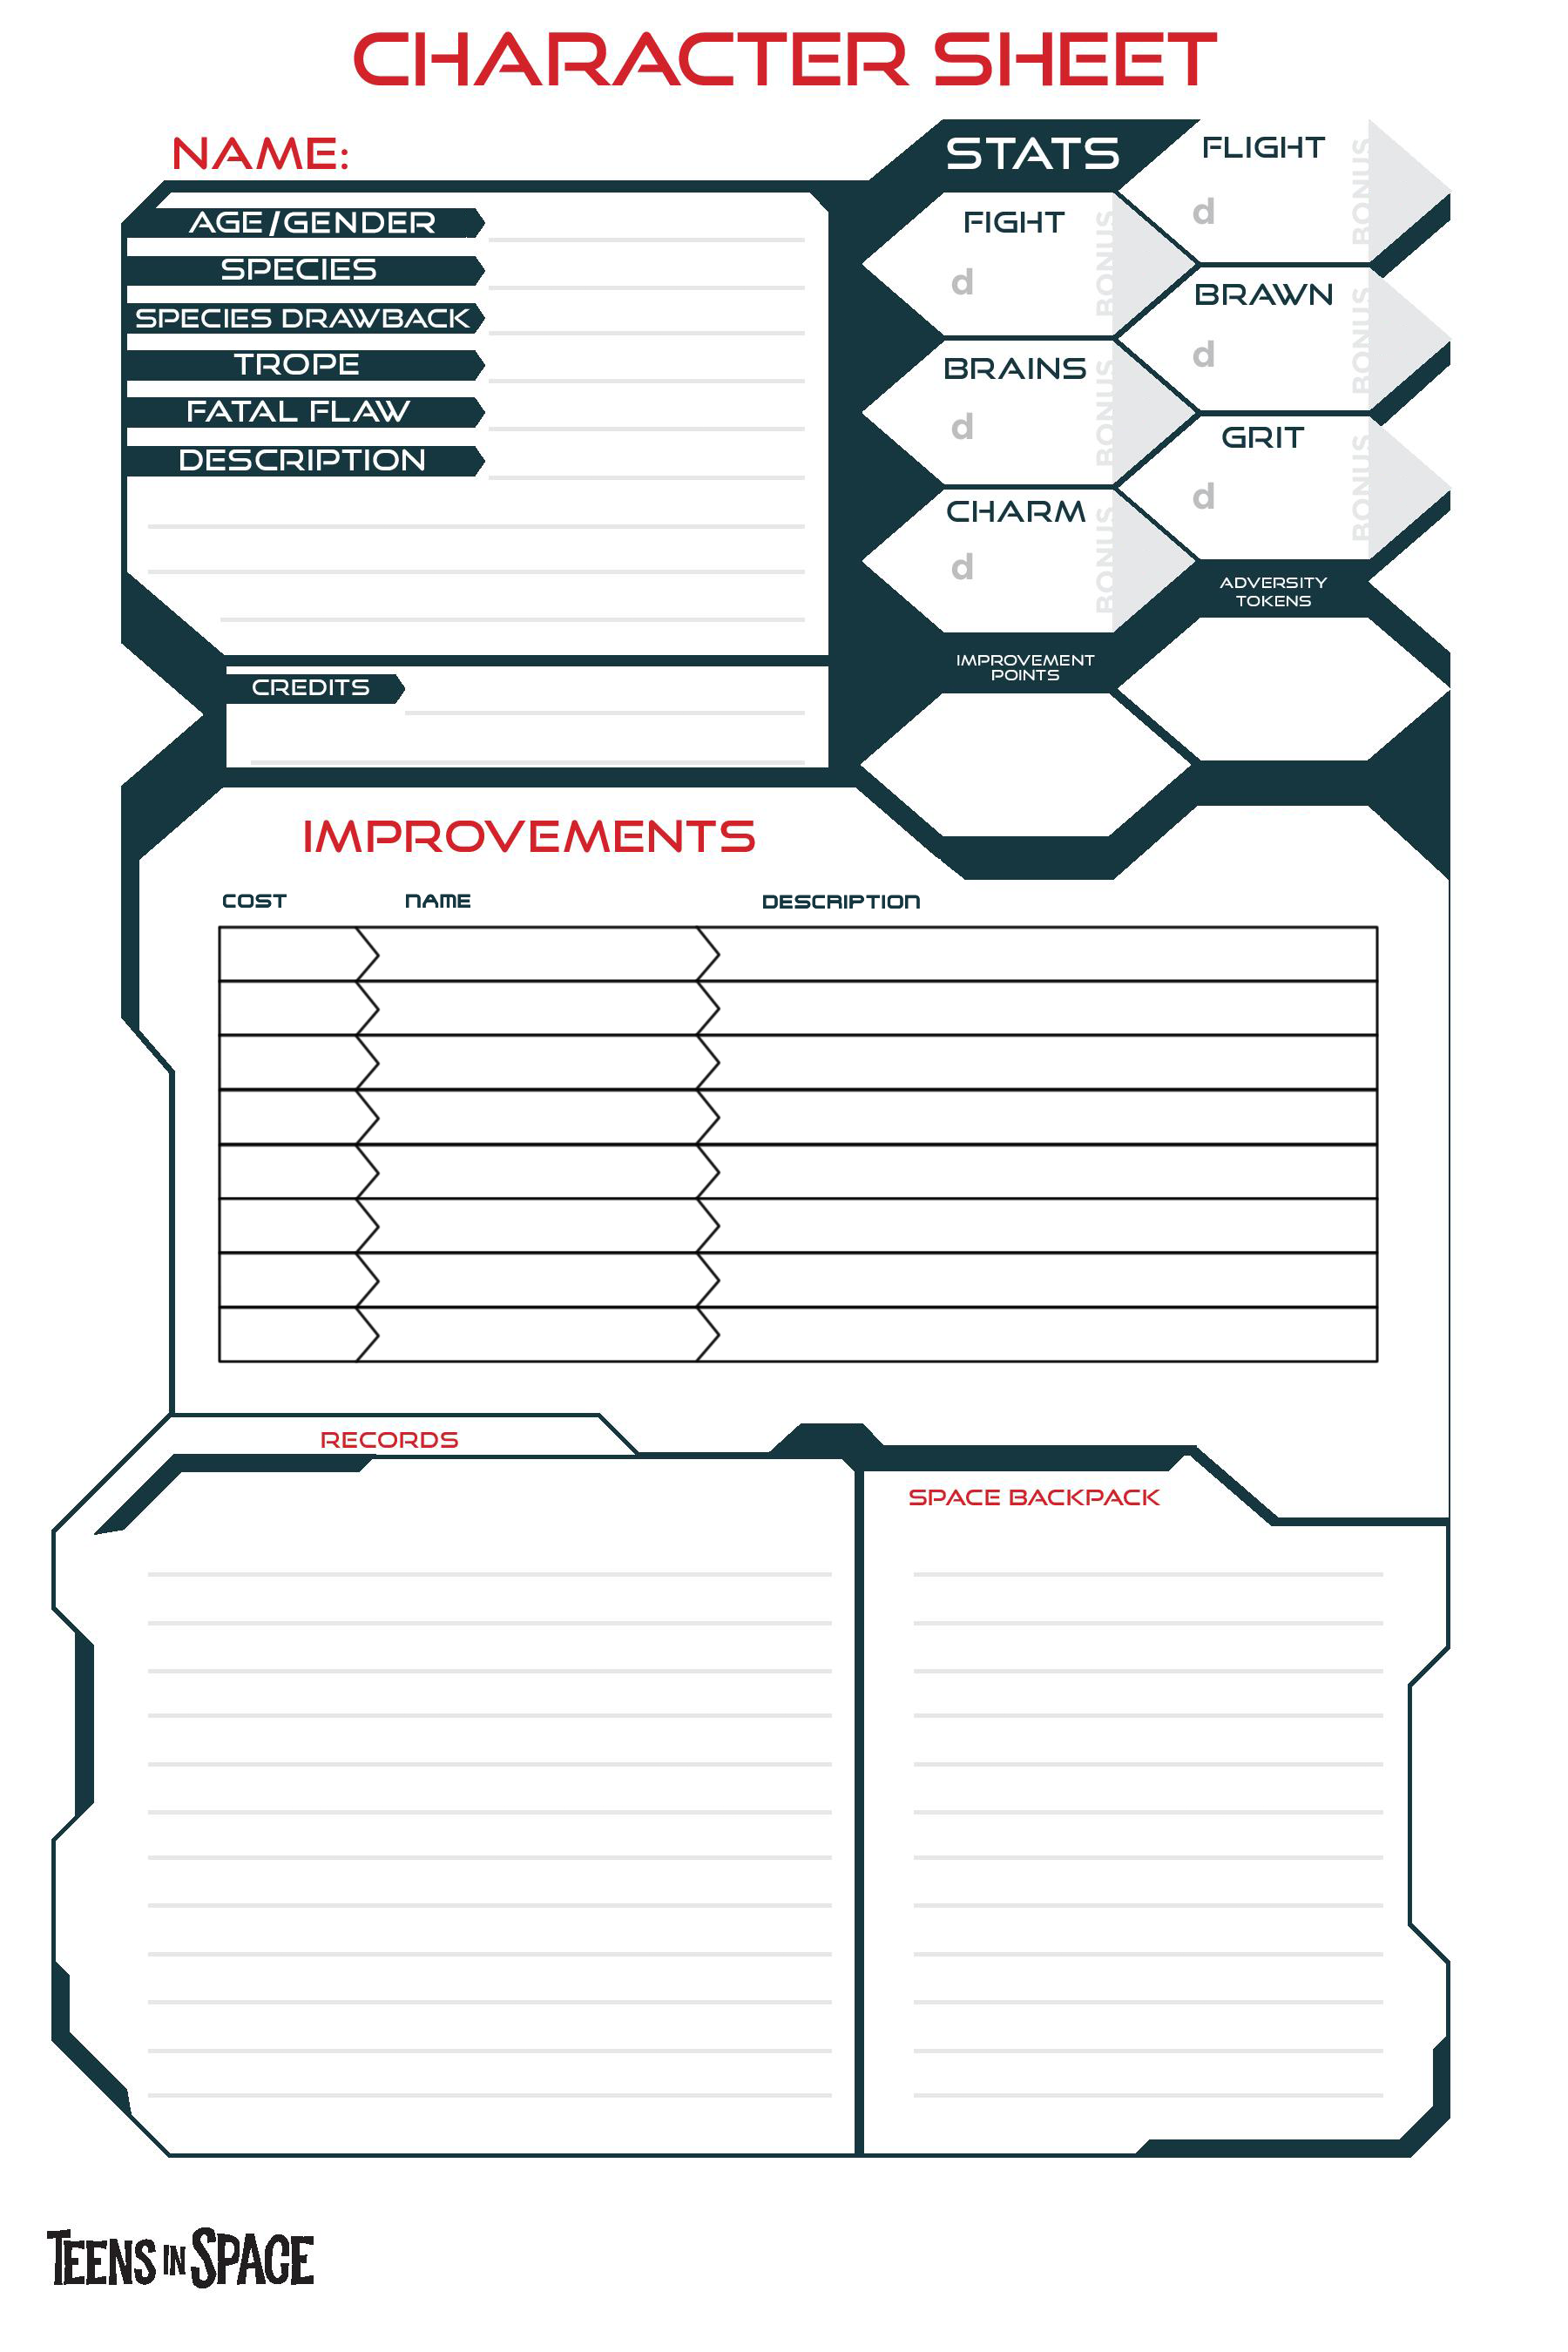 CHARACTER SHEET
NAME:
AGE/GENDER
SPECIES
SPECIES DRAWBACK
TROPE
FATAL FLAW
DESCRIPTION
CREDITS
STATS
FIGHT
d
BONUS
FLIGHT
d
BONUS
BRAINS
d
BONUS
BRAWN
d
BONUS
CHARM
d
BONUS
GRIT
d
BONUS
ADVERSITY
TOKENS
IMPROVEMENT
POINTS
IMPROVEMENTS
COST NAME DESCRIPTION
RECORDS
SPACE BACKPACK
TEENS IN SPACE